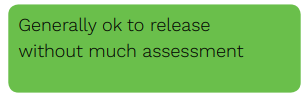 Generally ok to release
without much assessment